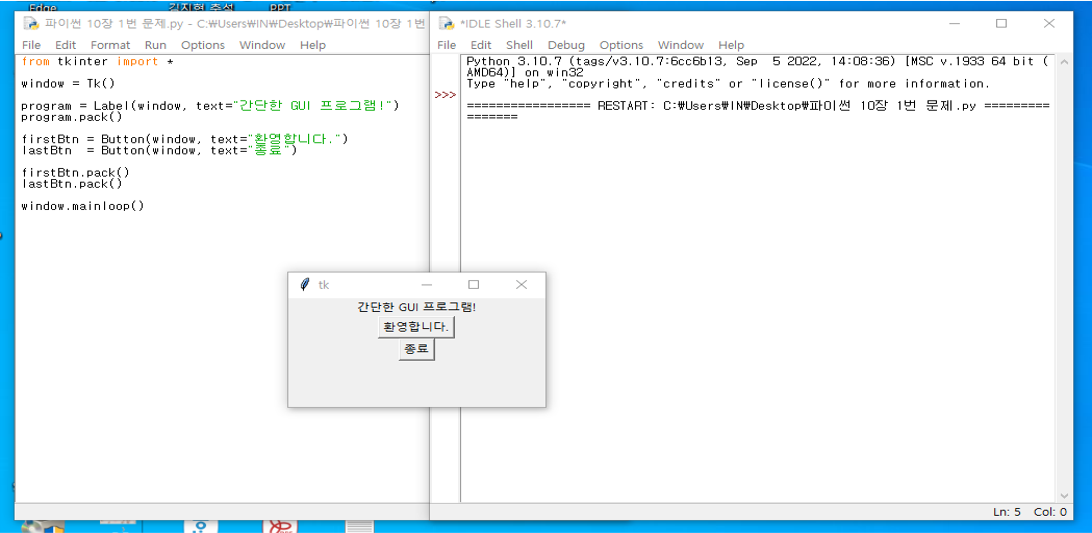 Edge
김지현 추석
PPT
파이썬 10장 1번 문제.py - C:₩Users₩IN₩Desktop₩파이썬 10장 1번
File Edit Format Run Options Window Help
from tkinter import *
window = Tk()
program = Label(window, text="간단한 GUI 프로그램!")
program.pack()
firstBtn = Button(window, text="환영합니다.")
lastBtn  = Button(window, text="종료")
firstBtn.pack()
lastBtn.pack()
window.mainloop()
*IDLE Shell 3.10.7*
File Edit Shell Debug Options Window Help
Python 3.10.7 (tags/v3.10.7:6cc6b13, Sep  5 2022, 14:08:36) [MSC v.1933 64 bit (
AMD64)] on win32
Type "help", "copyright", "credits" or "license()" for more information.
>>>
================== RESTART: C:₩Users₩IN₩Desktop₩파이썬 10장 1번 문제.py ==========
=======
Ln: 5 Col: 0
tk
간단한 GUI 프로그램!
환영합니다.
종료